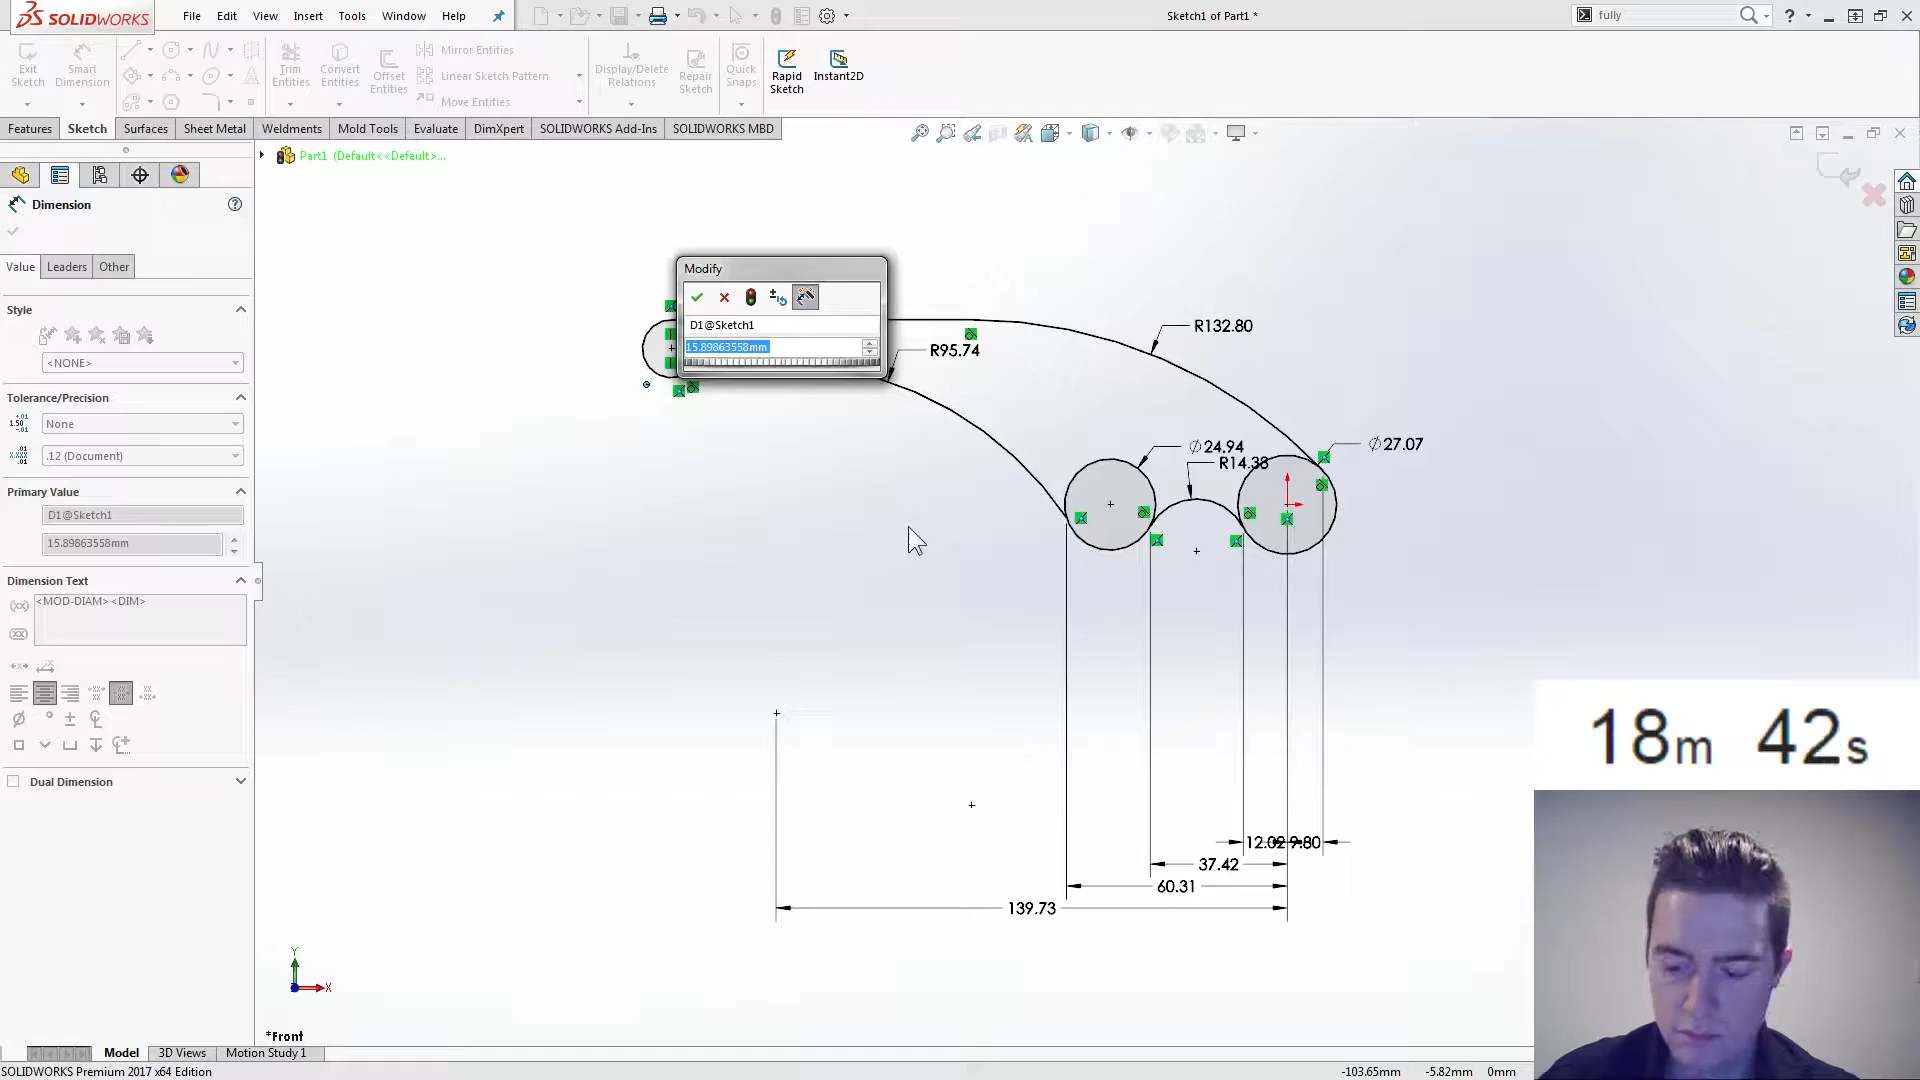 SOLIDWORKS
File Edit View Insert Tools Window Help
Sketch1 of Part1 *
fully
Exit Sketch
Smart Dimension
Trim Entities
Convert Entities
Offset Entities
Mirror Entities
Linear Sketch Pattern
Move Entities
Display/Delete Relations
Repair Sketch
Quick Snaps
Rapid Sketch
Instant2D
Features Sketch Surfaces Sheet Metal Weldments Mold Tools Evaluate DimXpert SOLIDWORKS Add-Ins SOLIDWORKS MBD
Part1 (Default<<Default>...
Dimension
Value Leaders Other
Style
<NONE>
Tolerance/Precision
None
.12 (Document)
Primary Value
D1@Sketch1
15.89863558mm
Dimension Text
<MOD-DIAM><DIM>
Dual Dimension
Modify
D1@Sketch1
15.89863558mm
R132.80
R95.74
∅24.94
R14.38
∅27.07
12.02 9.80
37.42
60.31
139.73
18m 42s
Y
X
*Front
Model 3D Views Motion Study 1
SOLIDWORKS Premium 2017 x64 Edition
-103.65mm -5.82mm 0mm